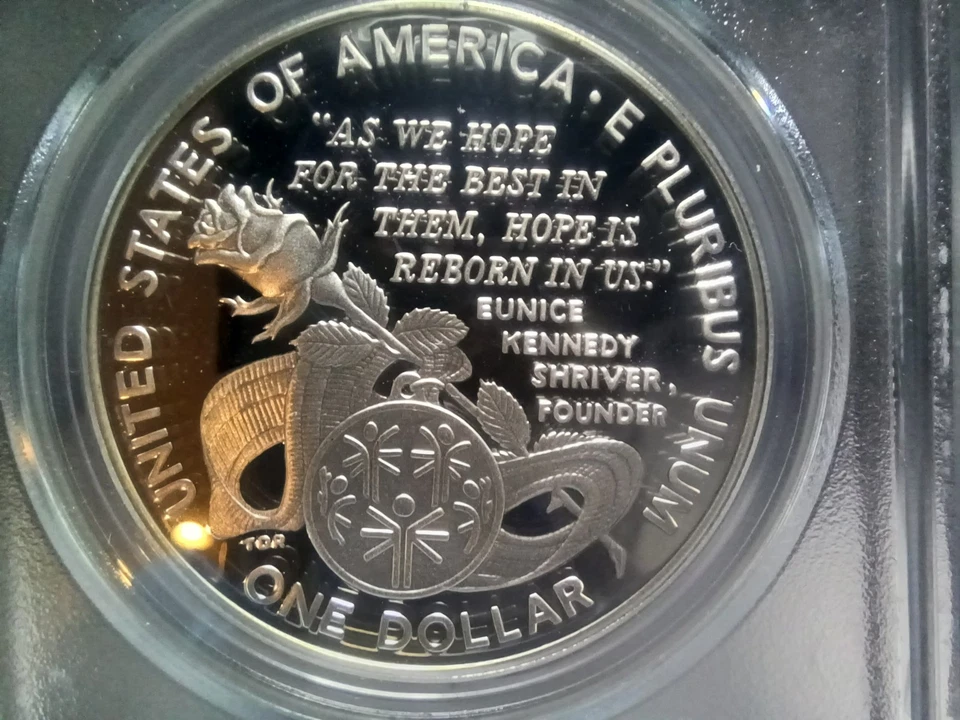 UNITED STATES OF AMERICA · E PLURIBUS UNUM
"AS WE HOPE
FOR THE BEST IN
THEM, HOPE IS
REBORN IN US."
EUNICE
KENNEDY
SHRIVER,
FOUNDER
TDR
ONE DOLLAR